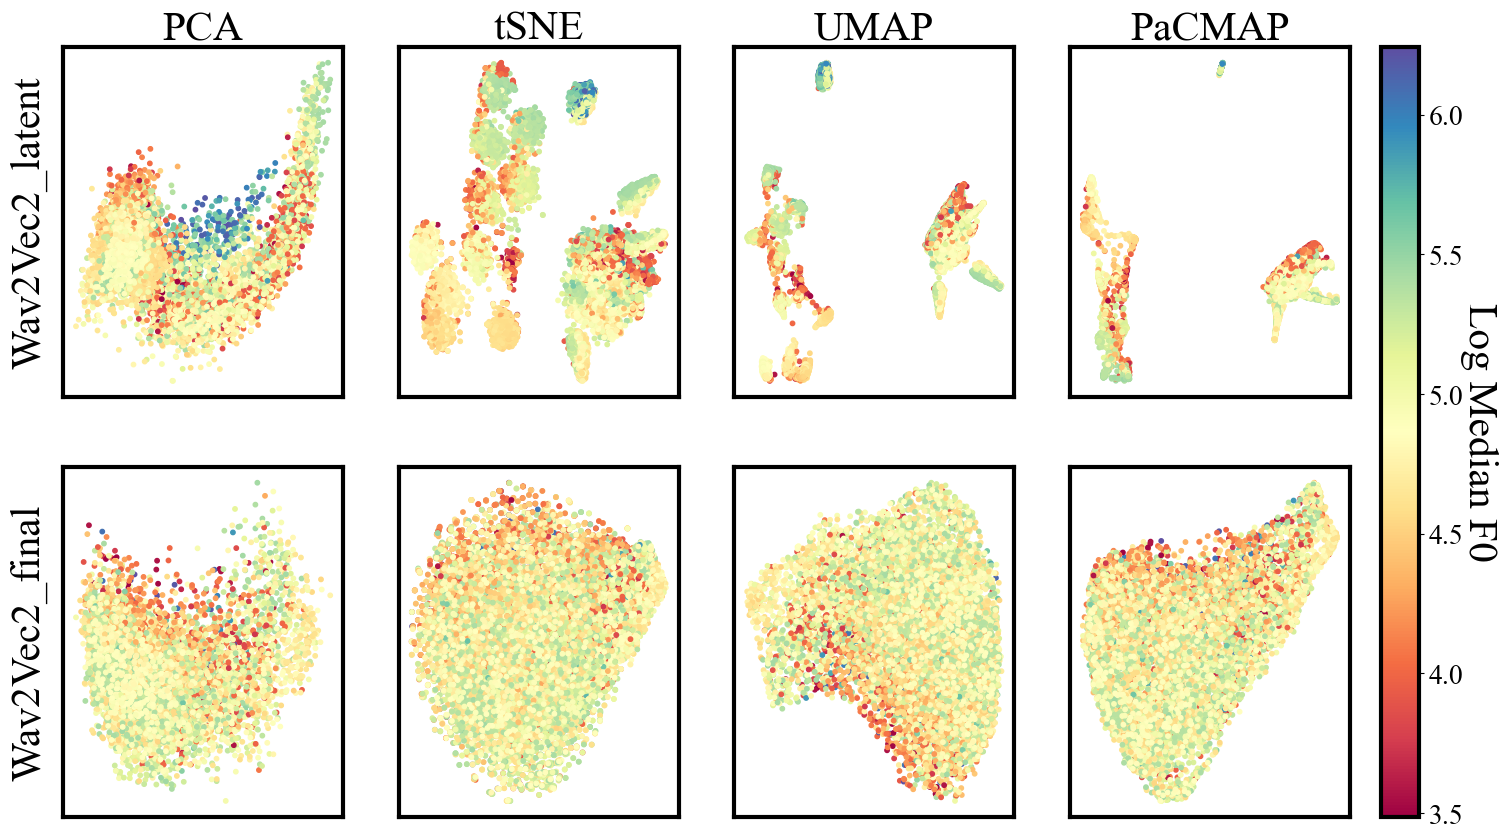 PCA
tSNE
UMAP
PaCMAP
Wav2Vec2_latent
Wav2Vec2_final
6.0
5.5
5.0
4.5
4.0
3.5
Log Median F0